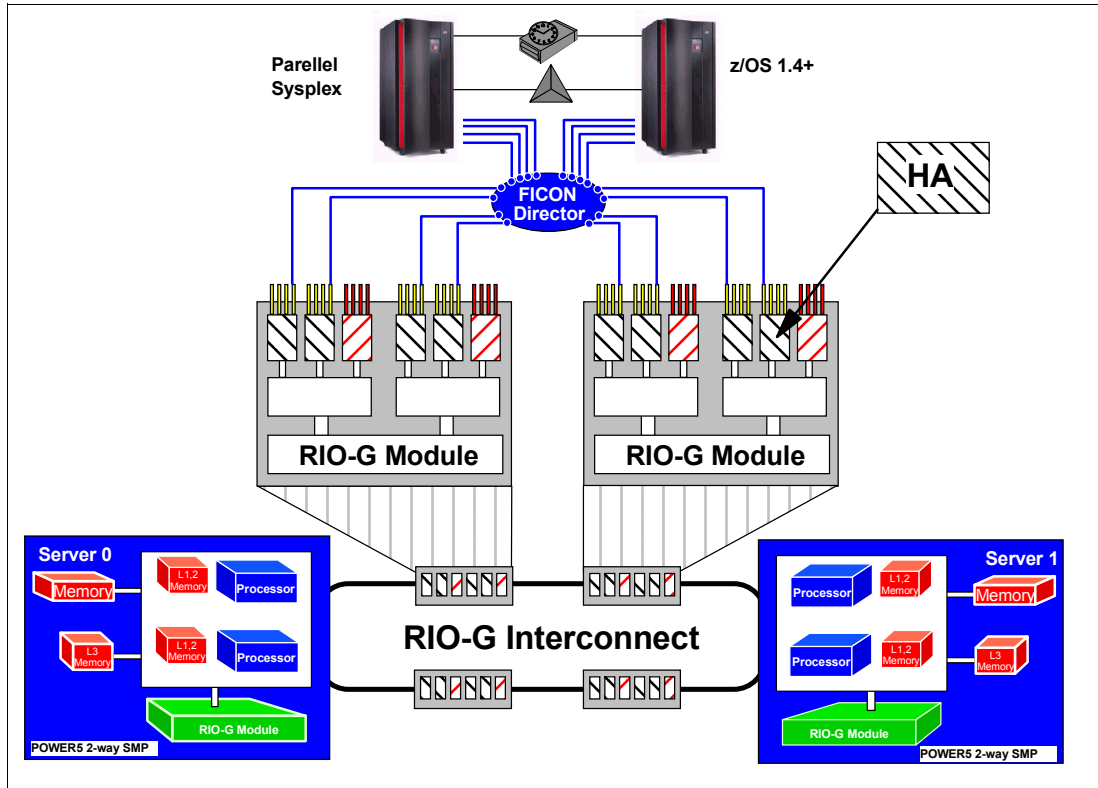 Parellel
Sysplex
z/OS 1.4+
HA
FICON
Director
RIO-G Module
RIO-G Module
Server 0
Memory
L1,2
Memory
Processor
L3
Memory
L1,2
Memory
Processor
RIO-G Module
POWER5 2-way SMP
RIO-G Interconnect
Server 1
Processor
L1,2
Memory
Memory
Processor
L1,2
Memory
L3
Memory
RIO-G Module
POWER5 2-way SMP